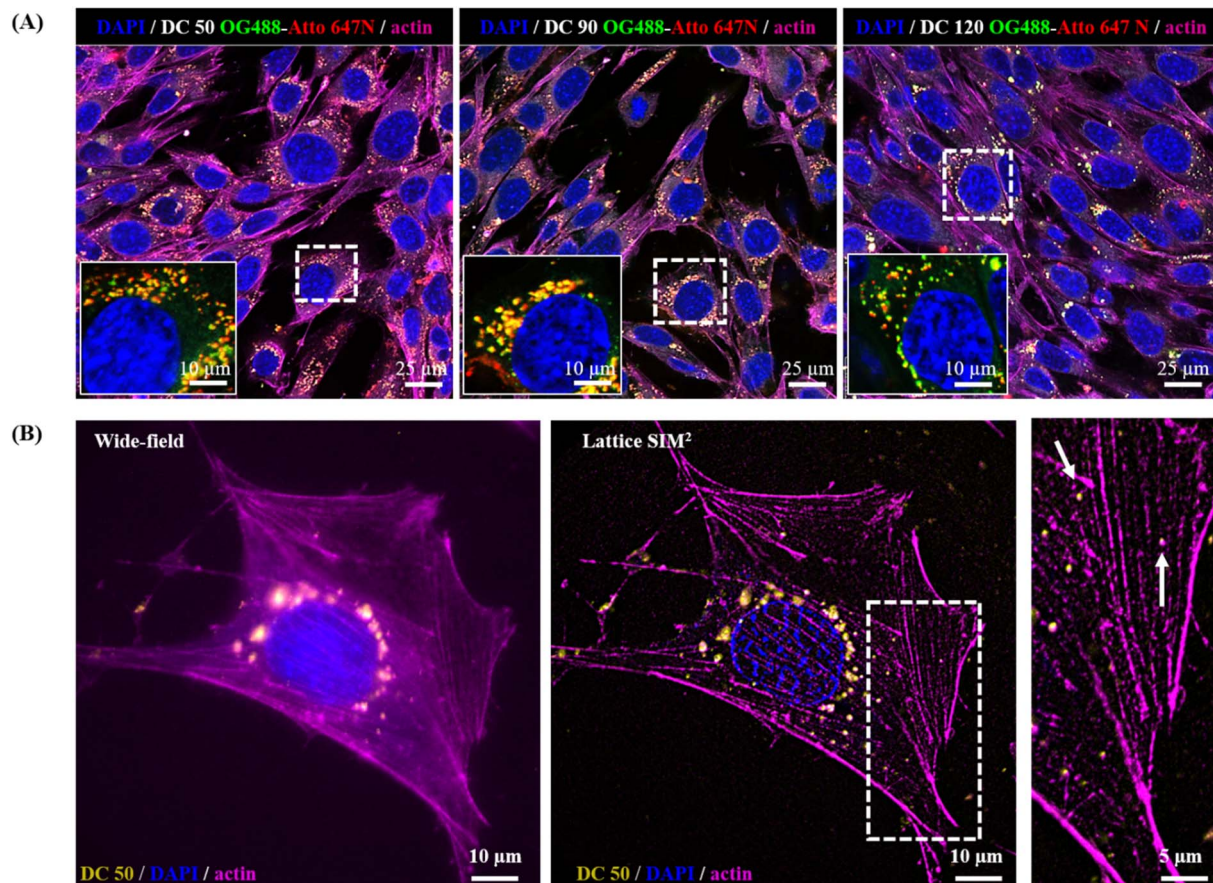 (A)
DAPI / DC 50 OG488-Atto 647N / actin
DAPI / DC 90 OG488-Atto 647N / actin
DAPI / DC 120 OG488-Atto 647 N / actin
10 µm
25 µm
10 µm
25 µm
10 µm
25 µm
(B)
Wide-field
Lattice SIM²
DC 50 / DAPI / actin
10 µm
DC 50 / DAPI / actin
10 µm
5 µm